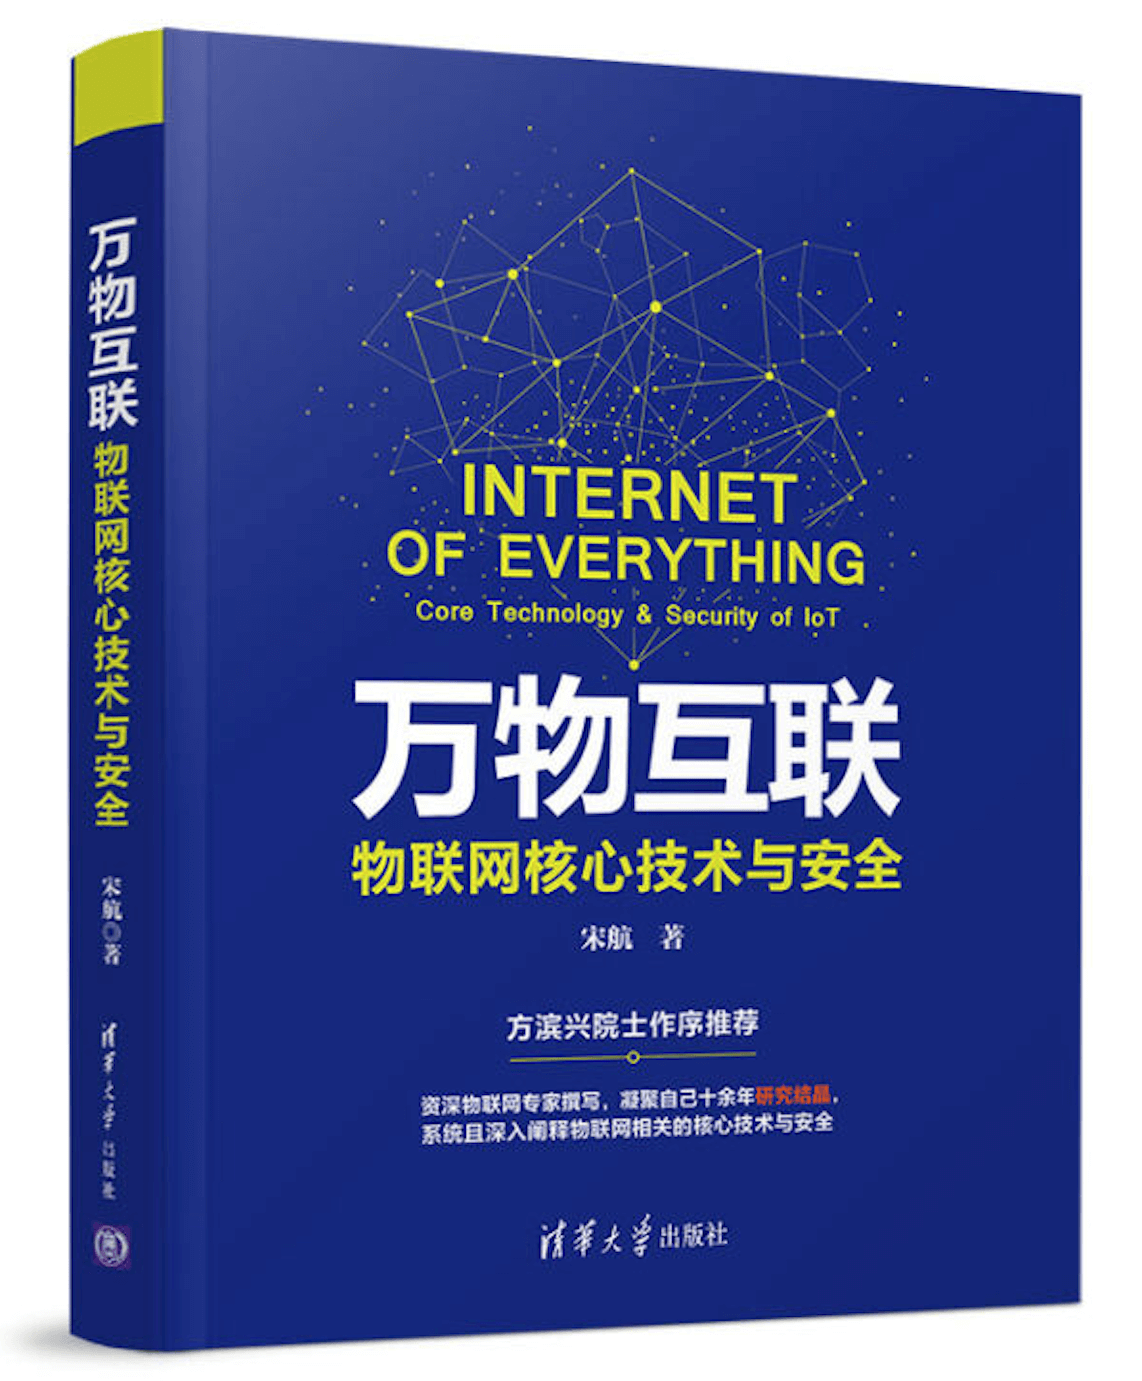 万物互联
物联网核心技术与安全
宋航◎著
清华大学出版社
INTERNET
OF EVERYTHING
Core Technology & Security of IoT
万物互联
物联网核心技术与安全
宋航 著
方滨兴院士作序推荐
资深物联网专家撰写，凝聚自己十余年研究结晶，
系统且深入阐释物联网相关的核心技术与安全
清华大学出版社